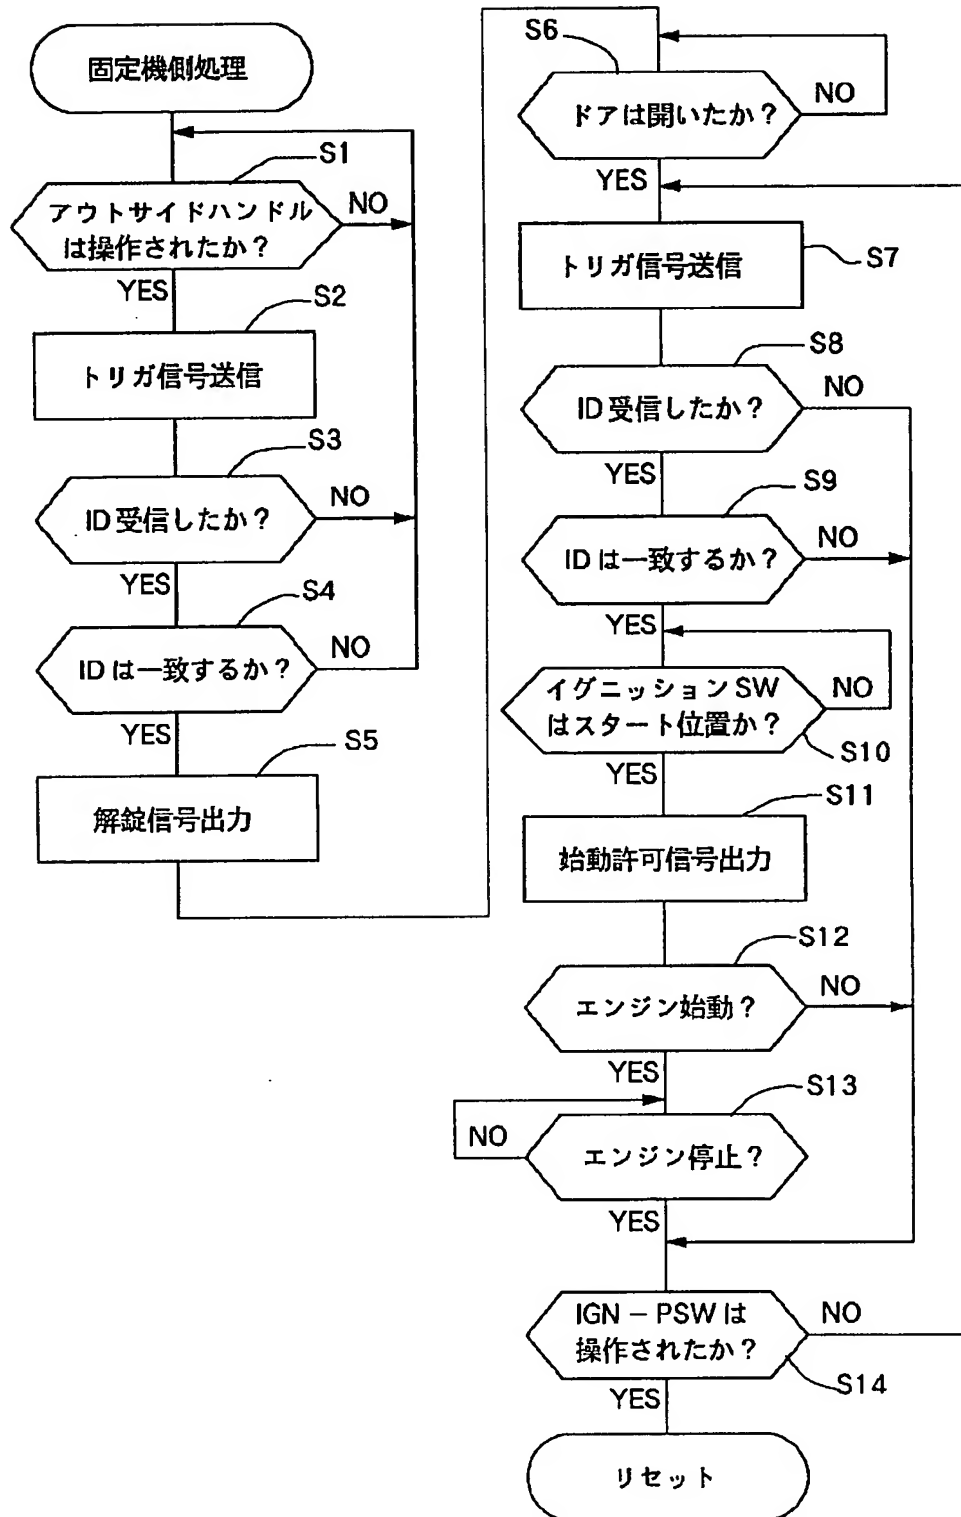 固定機側処理
S1
アウトサイドハンドル
は操作されたか？
NO
YES
S2
トリガ信号送信
S3
ID受信したか？
NO
YES
S4
IDは一致するか？
NO
YES
S5
解錠信号出力
S6
ドアは開いたか？
NO
YES
トリガ信号送信
S7
S8
ID受信したか？
NO
YES
S9
IDは一致するか？
NO
YES
イグニッションSW
はスタート位置か？
NO
S10
YES
S11
始動許可信号出力
S12
エンジン始動？
NO
YES
S13
NO
エンジン停止？
YES
IGN－PSWは
操作されたか？
NO
S14
YES
リセット